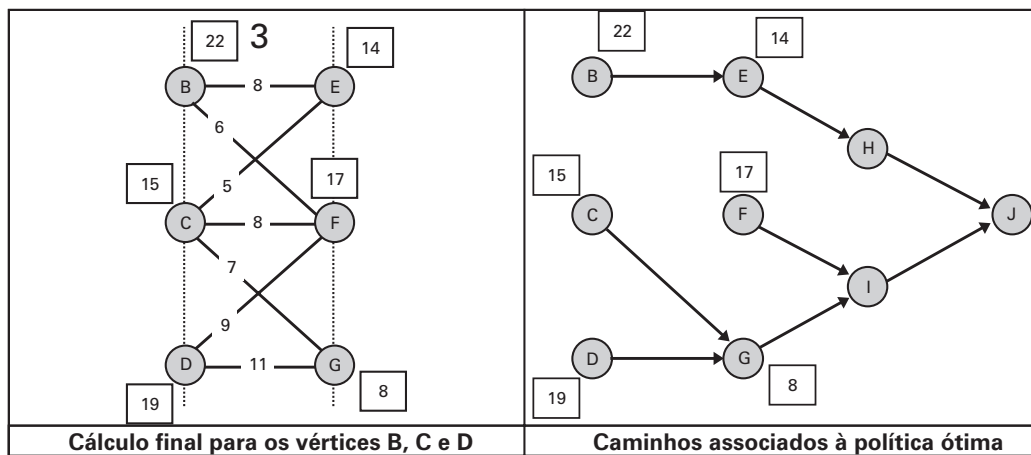 22 3
14
B 8 E
6
15
5
17
C 8 F
7
9
D 11 G
19
8
Cálculo final para os vértices B, C e D
22
14
B
E
H
15
17
C
F
J
I
D
G
19
8
Caminhos associados à política ótima